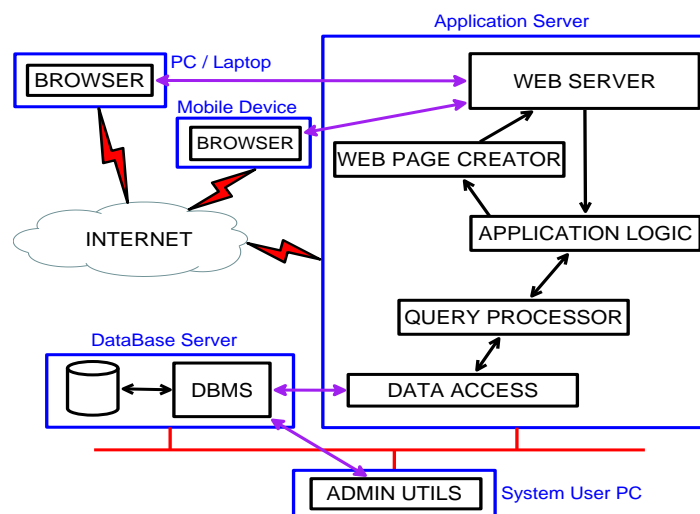 Application Server
PC / Laptop
BROWSER
WEB SERVER
Mobile Device
BROWSER
WEB PAGE CREATOR
INTERNET
APPLICATION LOGIC
QUERY PROCESSOR
DataBase Server
DBMS
DATA ACCESS
ADMIN UTILS
System User PC